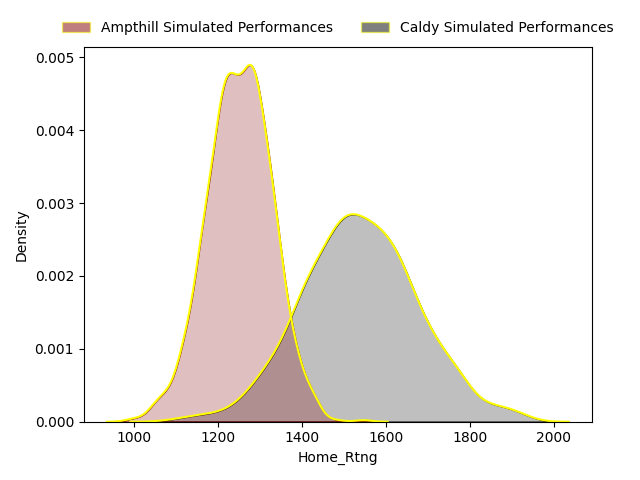 Ampthill Simulated Performances
Caldy Simulated Performances
0.005
0.004
0.003
0.002
0.001
0.000
Density
1000 1200 1400 1600 1800 2000
Home_Rtng